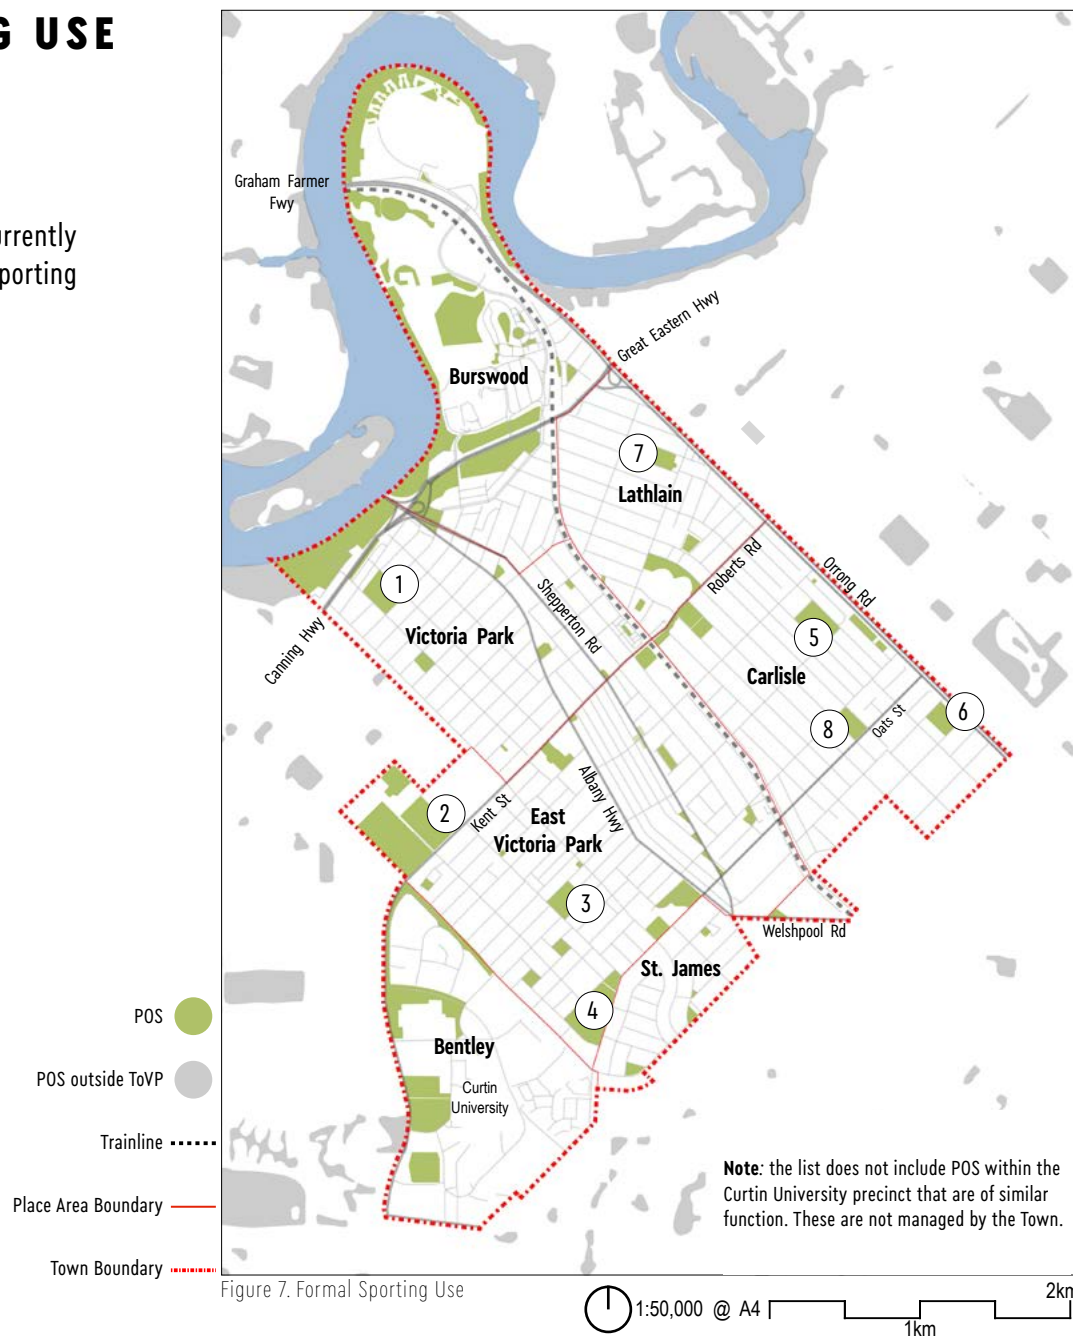 G USE
urrently
porting
Graham Farmer
Fwy
Great Eastern Hwy
Burswood
7
Lathlain
Roberts Rd
Orrong Rd
1
Shepperton Rd
Canning Hwy
Victoria Park
5
Carlisle
6
8
Oats St
Albany Hwy
2
Kent St
East
Victoria Park
3
Welshpool Rd
St. James
4
Bentley
Curtin
University
POS
POS outside ToVP
Trainline
Place Area Boundary
Town Boundary
Note: the list does not include POS within the
Curtin University precinct that are of similar
function. These are not managed by the Town.
Figure 7. Formal Sporting Use
1:50,000 @ A4
1km
2km